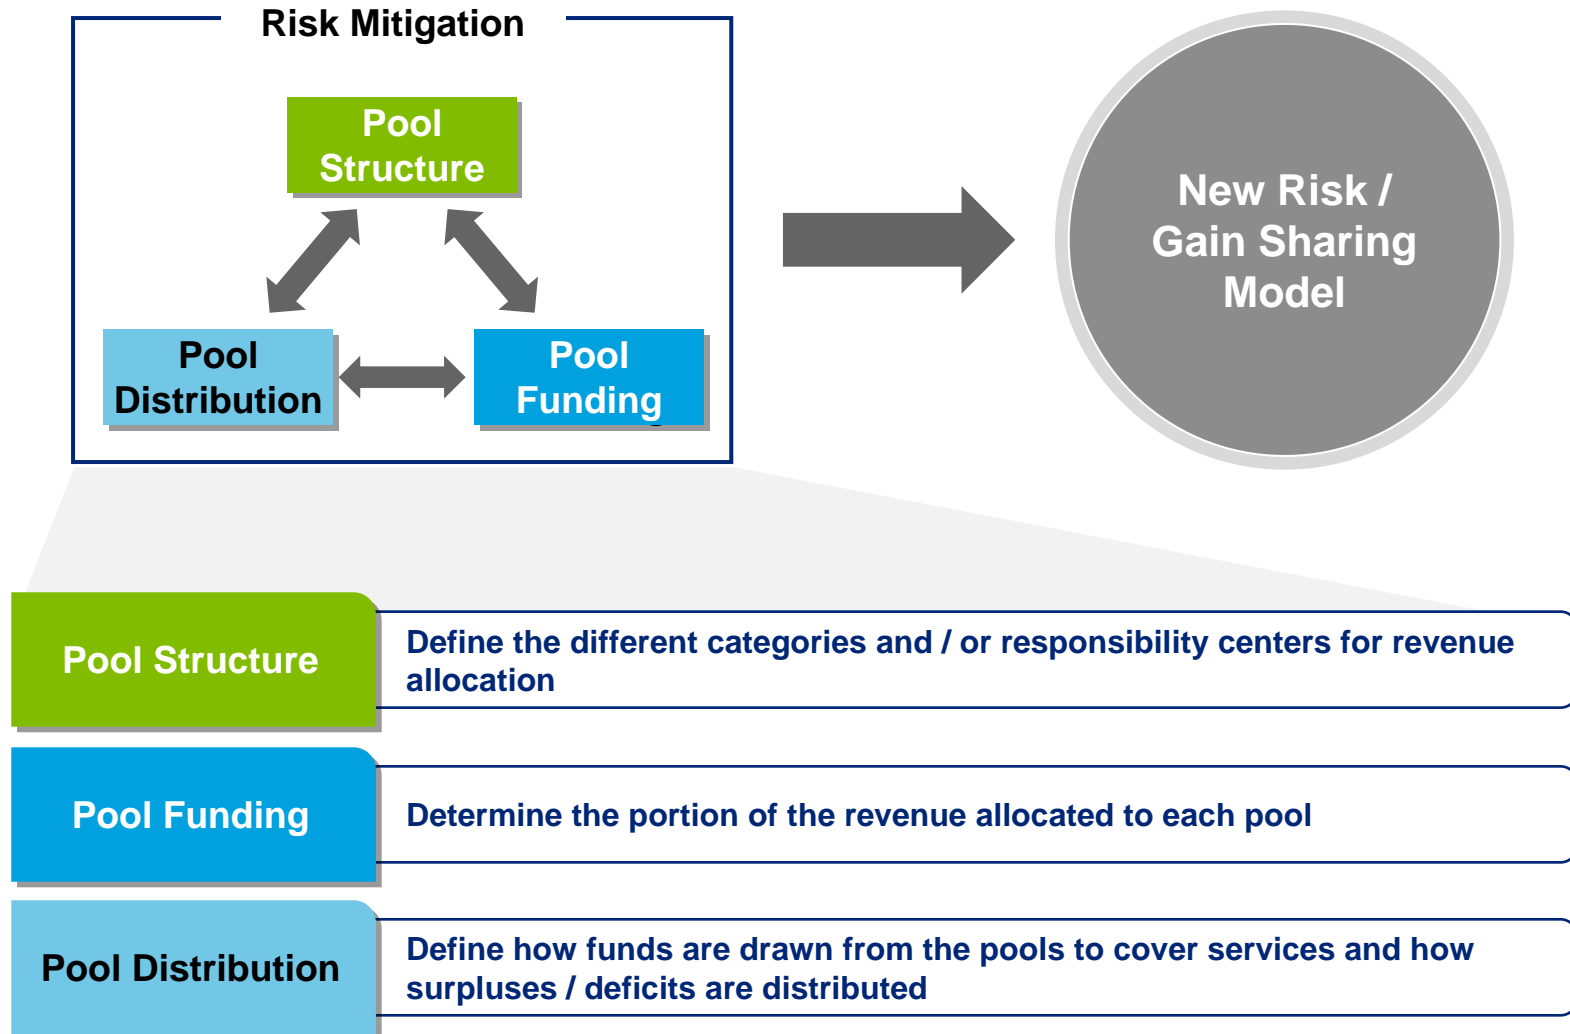 Risk Mitigation
Pool
Structure
Pool
Distribution
Pool
Funding
New Risk /
Gain Sharing
Model
Pool Structure
Define the different categories and / or responsibility centers for revenue
allocation
Pool Funding
Determine the portion of the revenue allocated to each pool
Pool Distribution
Define how funds are drawn from the pools to cover services and how
surpluses / deficits are distributed